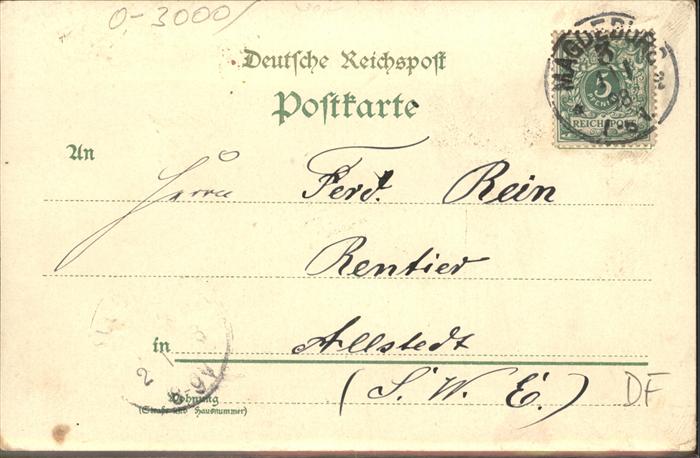 0-3000/
Deutsche Reichspost
Postkarte
MAGDEBURG
5
PFENNIG
REICHSPOST
An
Herrn Ferd. Rein
Rentier
in Allstedt
(S. W. E.)
DF
Wohnung
(Straße und Hausnummer)